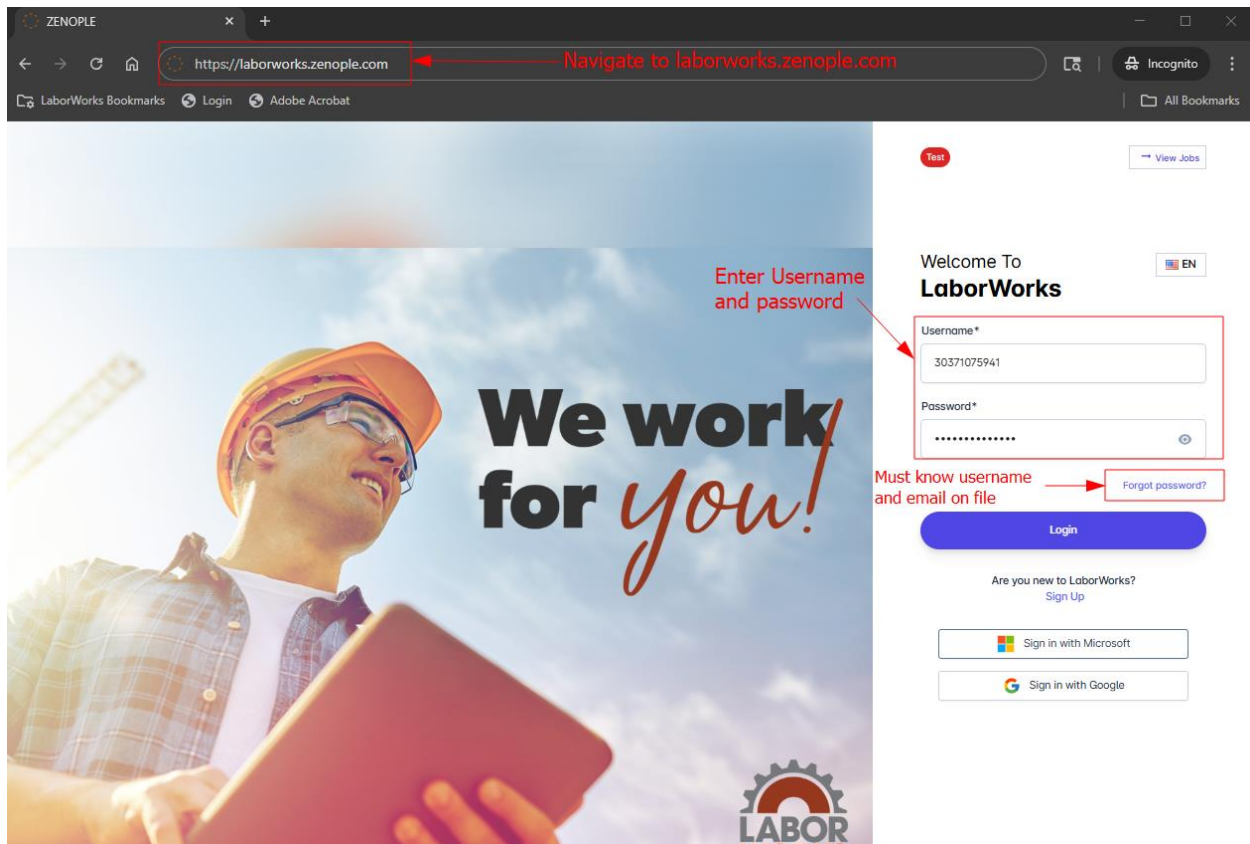 ZENOPLE
https://laborworks.zenople.com
Navigate to laborworks.zenople.com
Incognito
LaborWorks Bookmarks
Login
Adobe Acrobat
All Bookmarks
Test
View Jobs
Welcome To
EN
LaborWorks
Enter Username
and password
Username*
30371075941
We work
for you!
Password*
••••••••••••••
Must know username
and email on file
Forgot password?
Login
Are you new to LaborWorks?
Sign Up
Sign in with Microsoft
Sign in with Google
LABOR